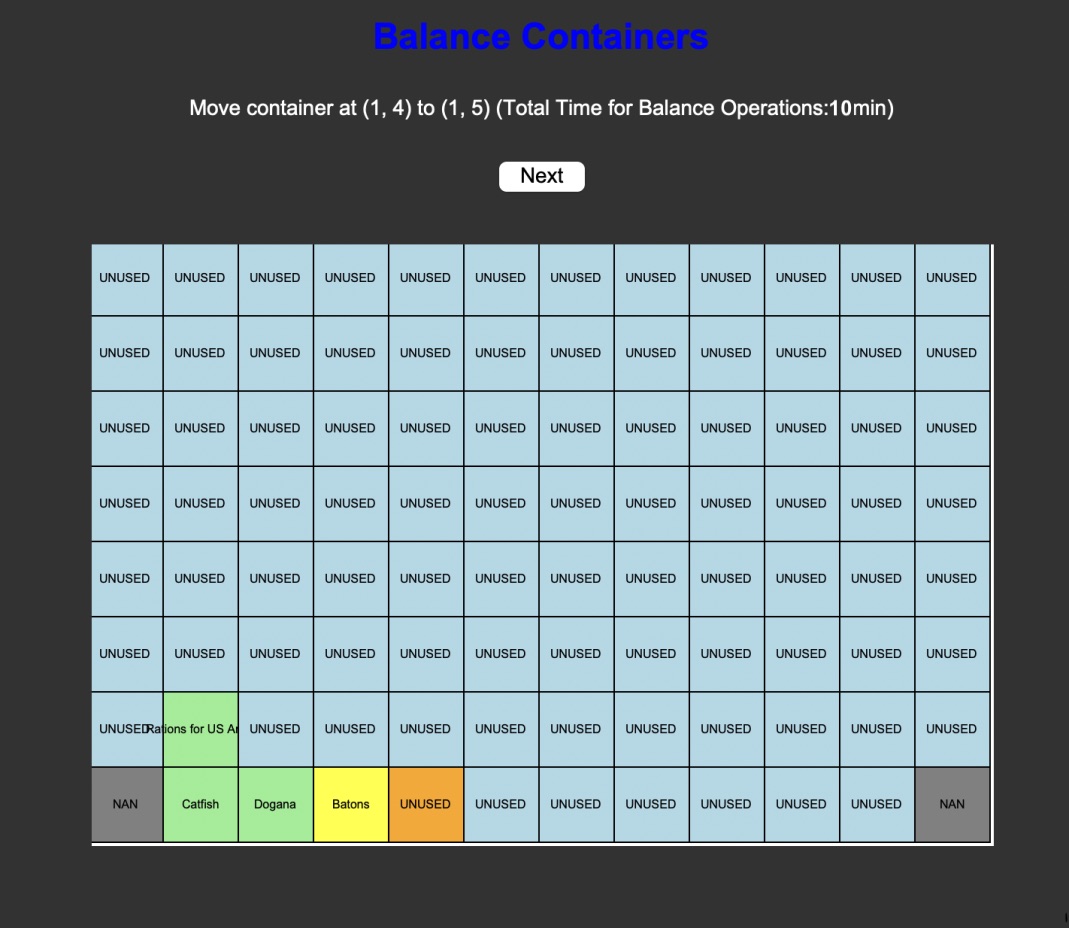 Balance Containers
Move container at (1, 4) to (1, 5) (Total Time for Balance Operations:10min)
Next
UNUSED UNUSED UNUSED UNUSED UNUSED UNUSED UNUSED UNUSED UNUSED UNUSED UNUSED UNUSED
UNUSED UNUSED UNUSED UNUSED UNUSED UNUSED UNUSED UNUSED UNUSED UNUSED UNUSED UNUSED
UNUSED UNUSED UNUSED UNUSED UNUSED UNUSED UNUSED UNUSED UNUSED UNUSED UNUSED UNUSED
UNUSED UNUSED UNUSED UNUSED UNUSED UNUSED UNUSED UNUSED UNUSED UNUSED UNUSED UNUSED
UNUSED UNUSED UNUSED UNUSED UNUSED UNUSED UNUSED UNUSED UNUSED UNUSED UNUSED UNUSED
UNUSED UNUSED UNUSED UNUSED UNUSED UNUSED UNUSED UNUSED UNUSED UNUSED UNUSED UNUSED
UNUSED Rations for US Ar UNUSED UNUSED UNUSED UNUSED UNUSED UNUSED UNUSED UNUSED UNUSED UNUSED
NAN Catfish Dogana Batons UNUSED UNUSED UNUSED UNUSED UNUSED UNUSED UNUSED NAN